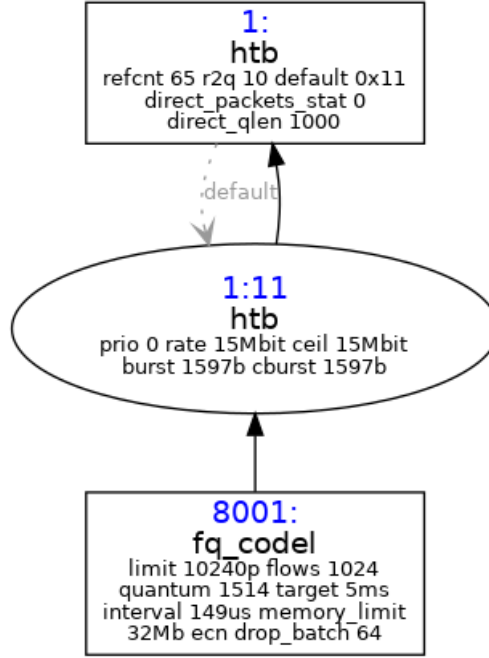 1:
htb
refcnt 65 r2q 10 default 0x11
direct_packets_stat 0
direct_qlen 1000
default
1:11
htb
prio 0 rate 15Mbit ceil 15Mbit
burst 1597b cburst 1597b
8001:
fq_codel
limit 10240p flows 1024
quantum 1514 target 5ms
interval 149us memory_limit
32Mb ecn drop_batch 64